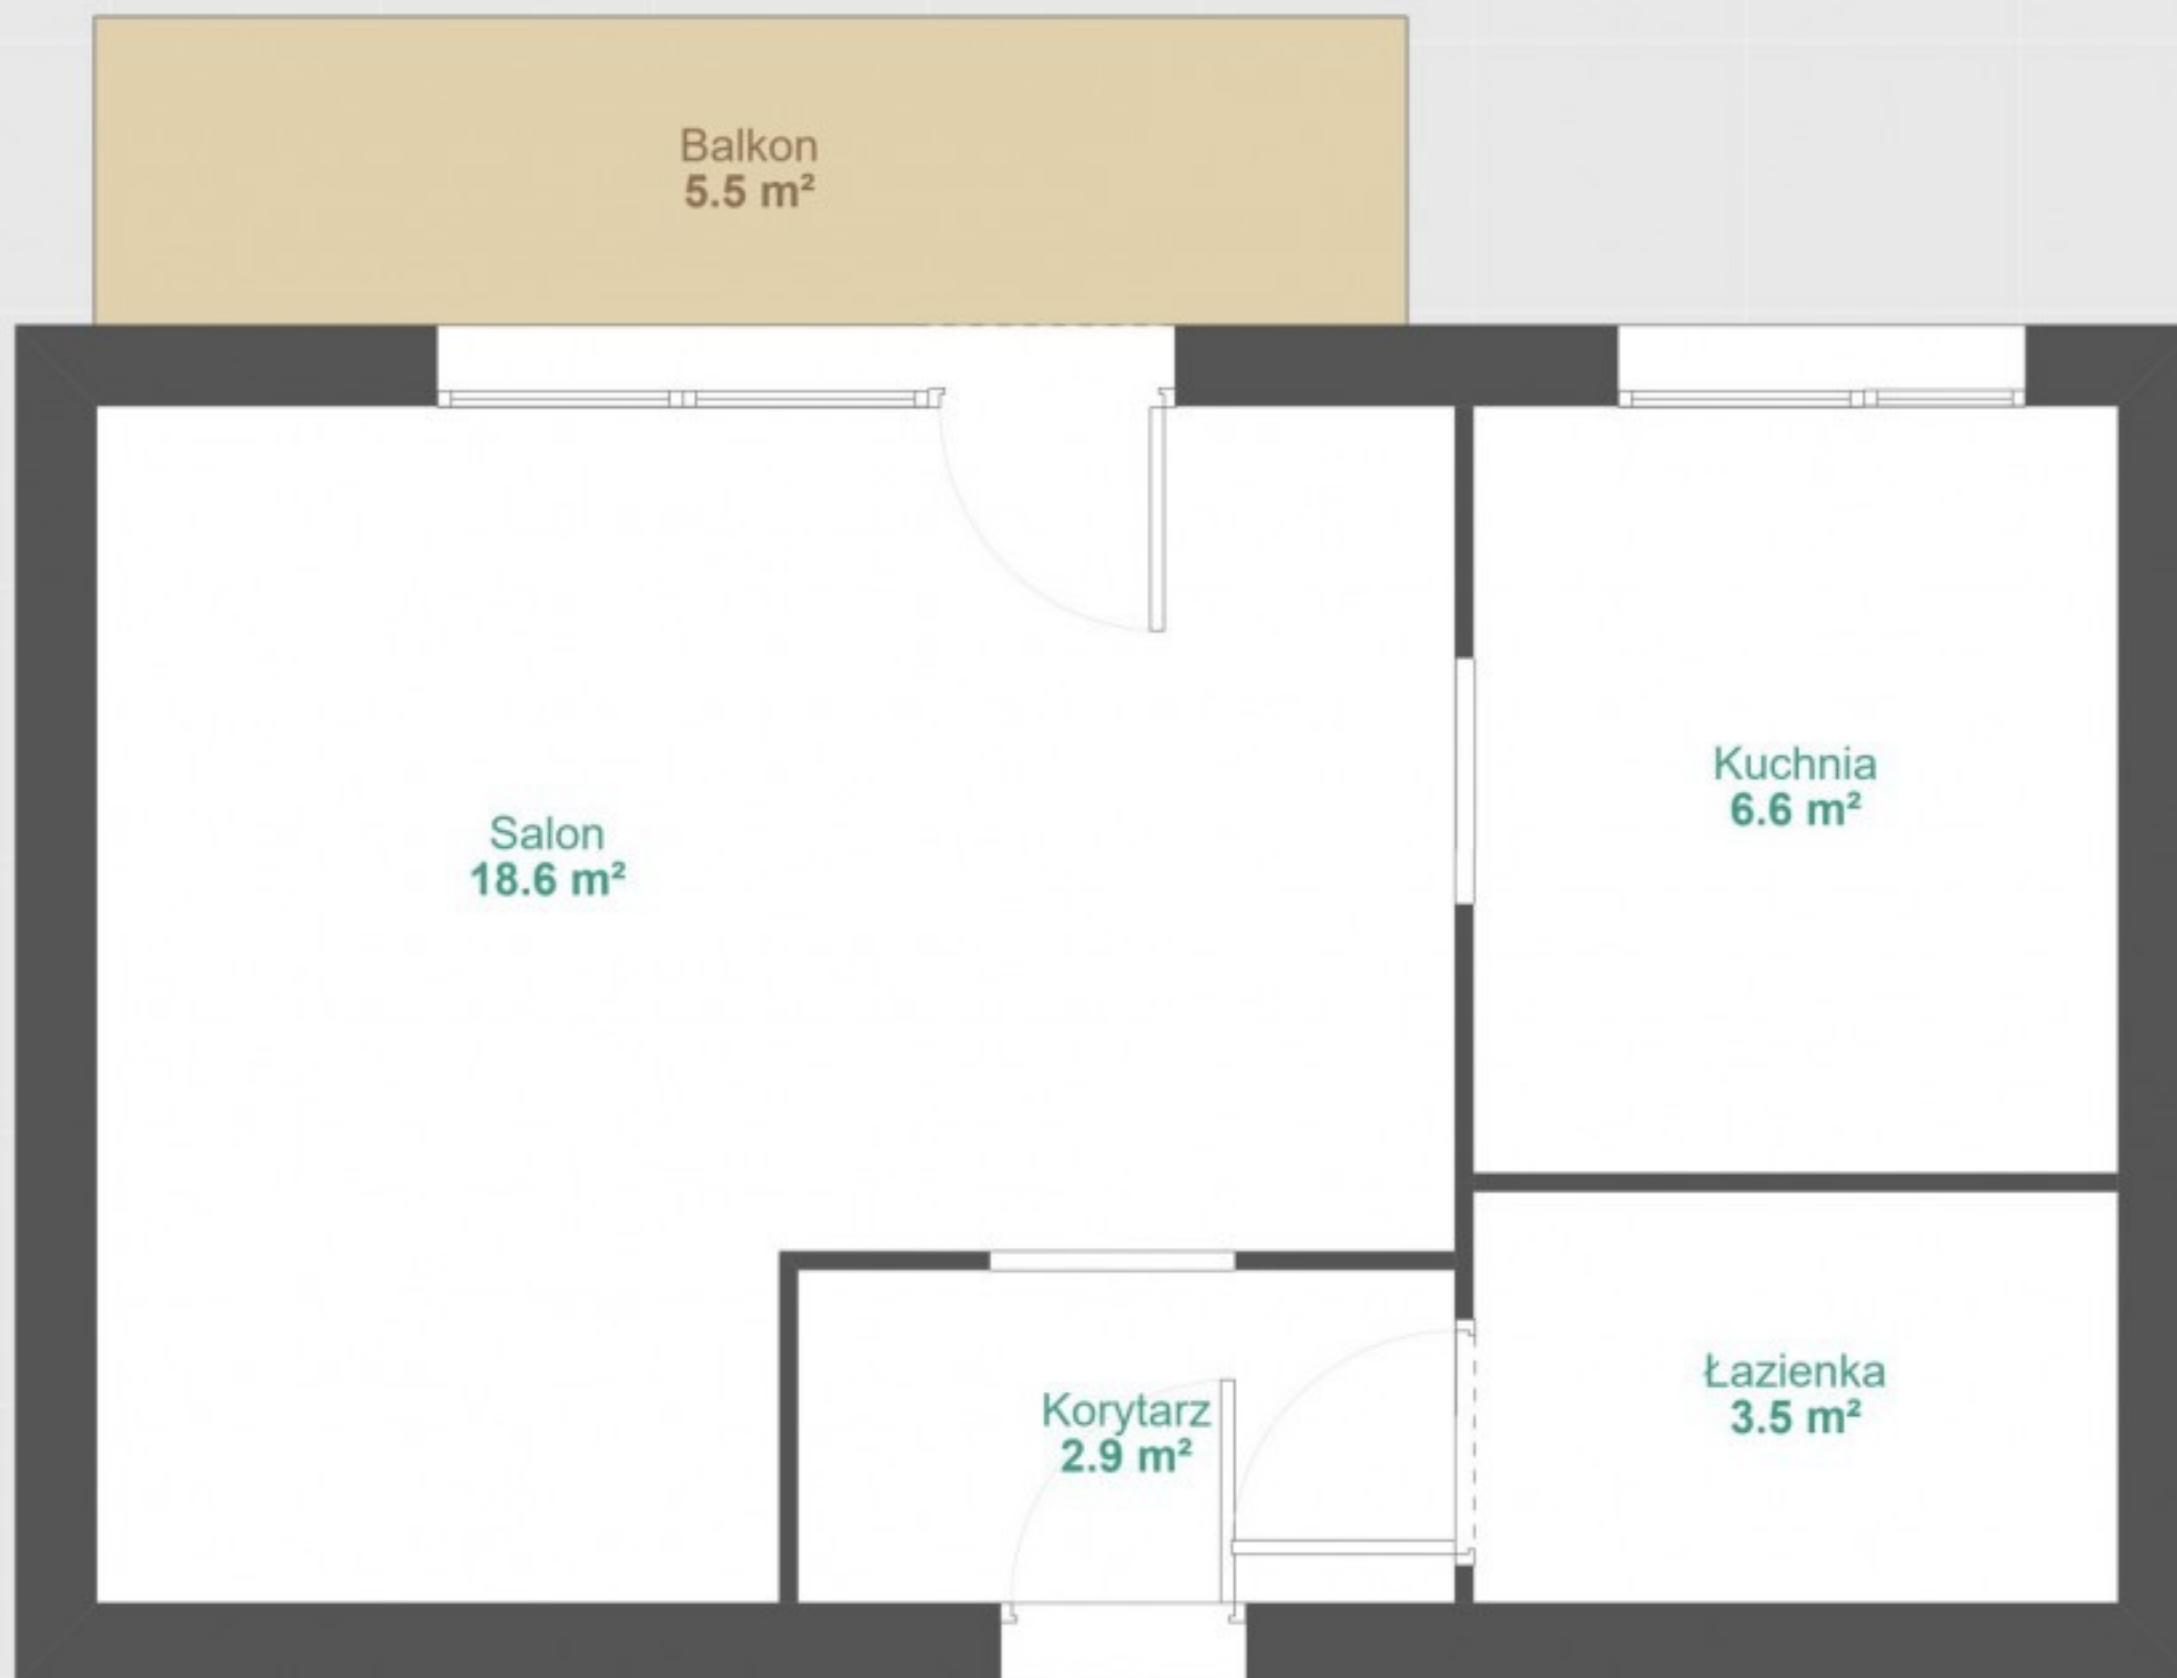 Balkon
5.5 m²
Kuchnia
6.6 m²
Salon
18.6 m²
Łazienka
3.5 m²
Korytarz
2.9 m²